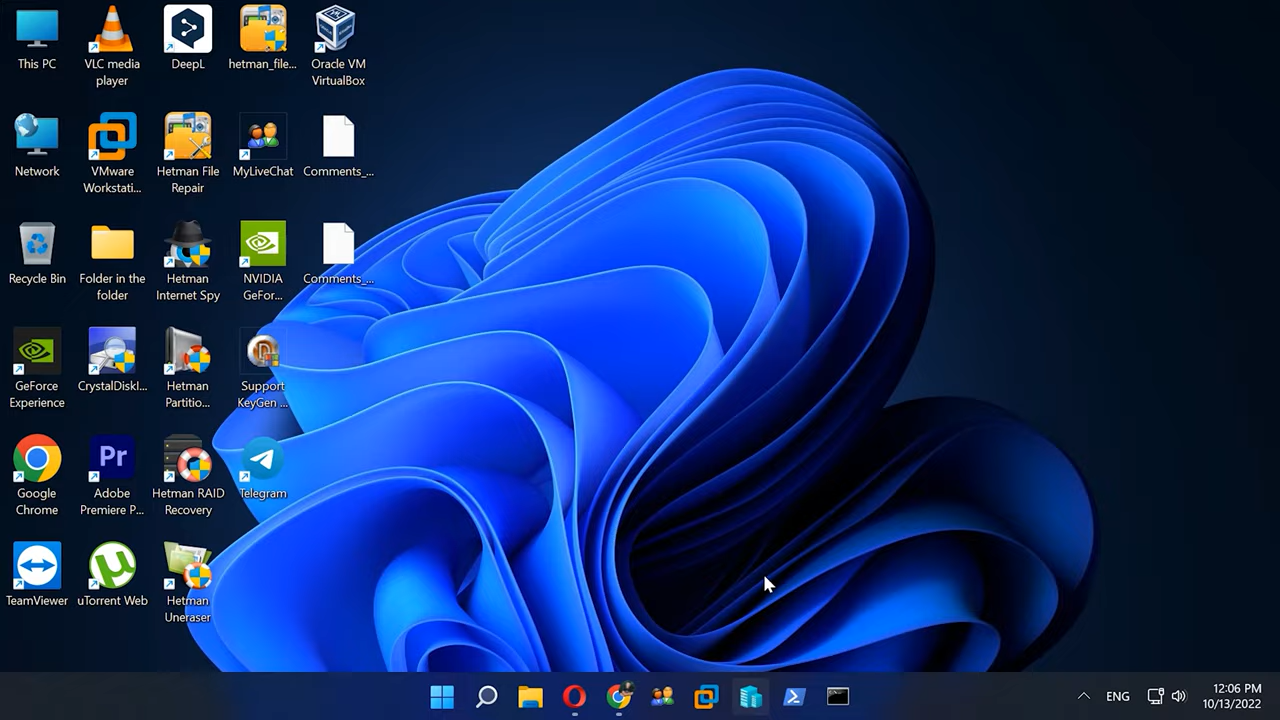 This PC
VLC media
player
DeepL
hetman_file...
Oracle VM
VirtualBox
Network
VMware
Workstati...
Hetman File
Repair
MyLiveChat
Comments_...
Recycle Bin
Folder in the
folder
Hetman
Internet Spy
NVIDIA
GeFor...
Comments_...
GeForce
Experience
CrystalDiskI...
Hetman
Partitio...
Support
KeyGen ...
Google
Chrome
Pr
Adobe
Premiere P...
Hetman RAID
Recovery
Telegram
TeamViewer
uTorrent Web
Hetman
Uneraser
ENG
12:06 PM
10/13/2022